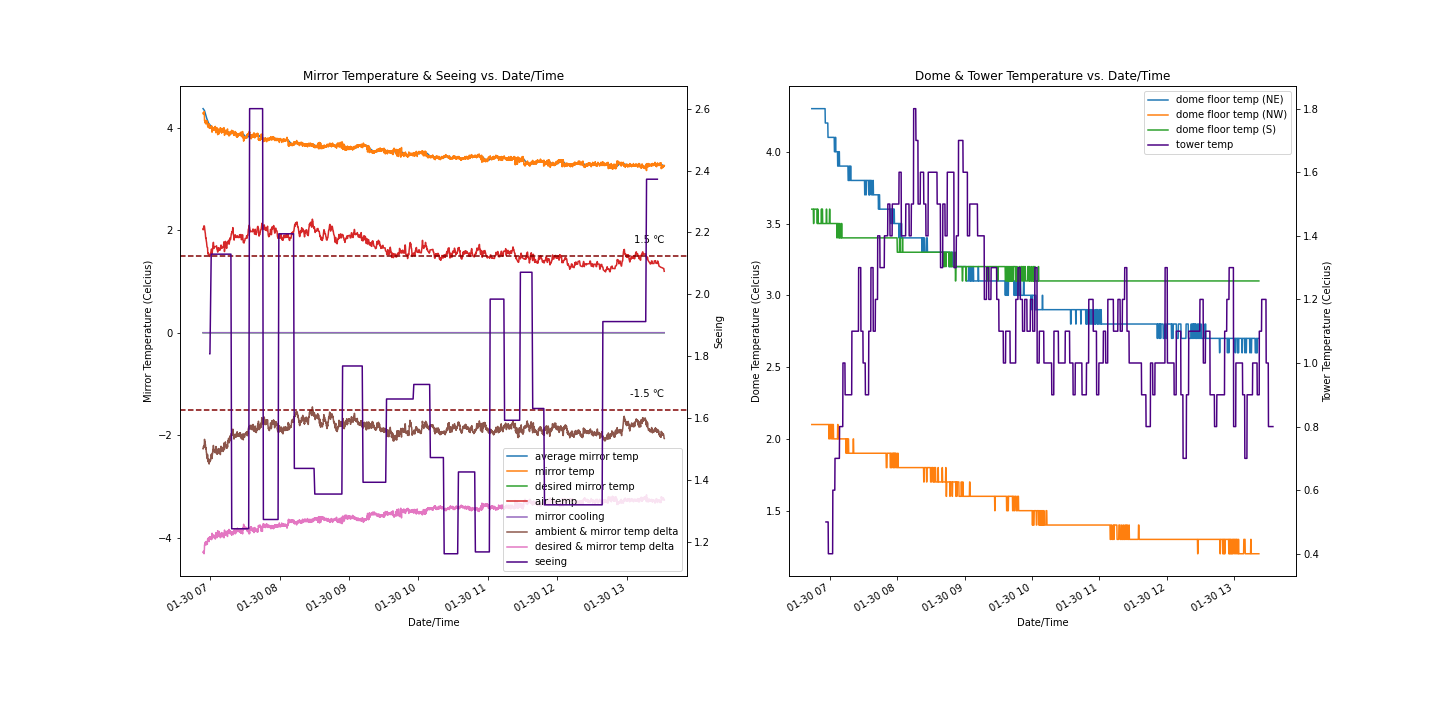 Mirror Temperature & Seeing vs. Date/Time
Mirror Temperature (Celcius)
4
2
0
−2
−4
1.5 °C
-1.5 °C
average mirror temp
mirror temp
desired mirror temp
air temp
mirror cooling
ambient & mirror temp delta
desired & mirror temp delta
seeing
2.6
2.4
2.2
2.0
1.8
1.6
1.4
1.2
Seeing
01-30 07
01-30 08
01-30 09
01-30 10
01-30 11
01-30 12
01-30 13
Date/Time
Dome & Tower Temperature vs. Date/Time
Dome Temperature (Celcius)
4.0
3.5
3.0
2.5
2.0
1.5
dome floor temp (NE)
dome floor temp (NW)
dome floor temp (S)
tower temp
1.8
1.6
1.4
1.2
1.0
0.8
0.6
0.4
Tower Temperature (Celcius)
01-30 07
01-30 08
01-30 09
01-30 10
01-30 11
01-30 12
01-30 13
Date/Time